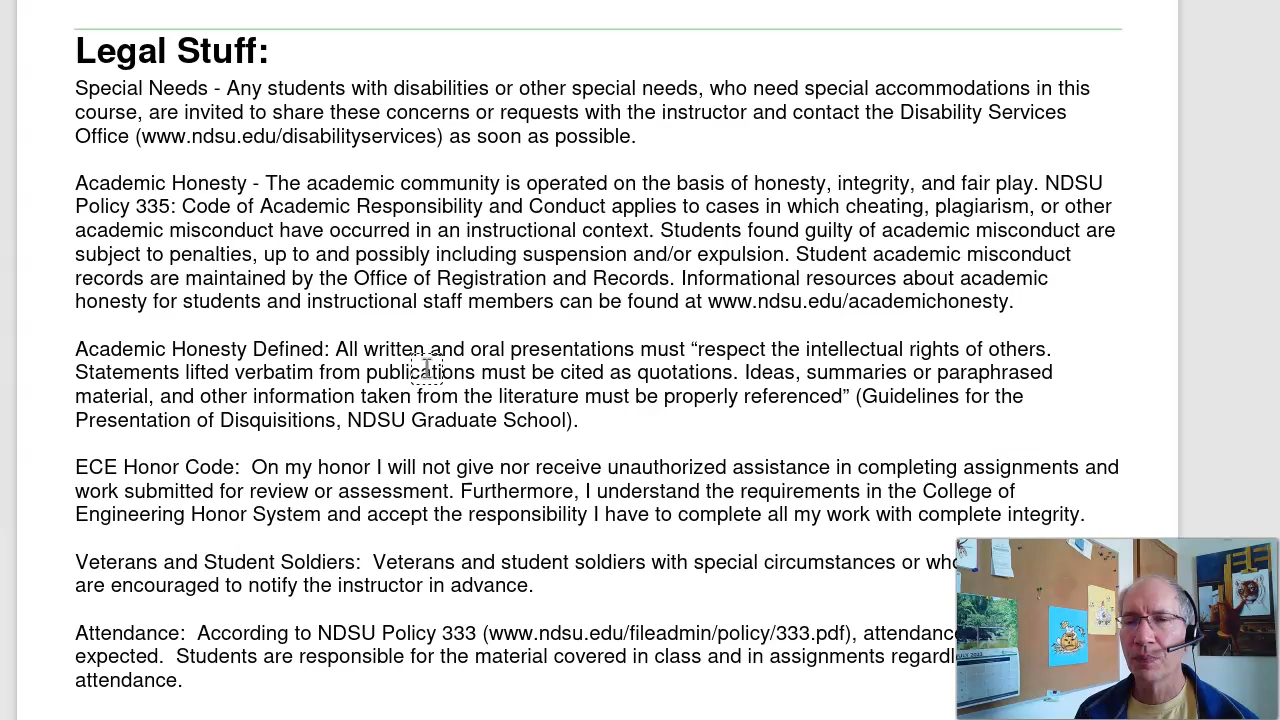 Legal Stuff:
Special Needs - Any students with disabilities or other special needs, who need special accommodations in this
course, are invited to share these concerns or requests with the instructor and contact the Disability Services
Office (www.ndsu.edu/disabilityservices) as soon as possible.
Academic Honesty - The academic community is operated on the basis of honesty, integrity, and fair play. NDSU
Policy 335: Code of Academic Responsibility and Conduct applies to cases in which cheating, plagiarism, or other
academic misconduct have occurred in an instructional context. Students found guilty of academic misconduct are
subject to penalties, up to and possibly including suspension and/or expulsion. Student academic misconduct
records are maintained by the Office of Registration and Records. Informational resources about academic
honesty for students and instructional staff members can be found at www.ndsu.edu/academichonesty.
Academic Honesty Defined: All written and oral presentations must “respect the intellectual rights of others.
Statements lifted verbatim from publications must be cited as quotations. Ideas, summaries or paraphrased
material, and other information taken from the literature must be properly referenced” (Guidelines for the
Presentation of Disquisitions, NDSU Graduate School).
ECE Honor Code:  On my honor I will not give nor receive unauthorized assistance in completing assignments and
work submitted for review or assessment. Furthermore, I understand the requirements in the College of
Engineering Honor System and accept the responsibility I have to complete all my work with complete integrity.
Veterans and Student Soldiers:  Veterans and student soldiers with special circumstances or
are encouraged to notify the instructor in advance.
Attendance:  According to NDSU Policy 333 (www.ndsu.edu/fileadmin/policy/333.pdf), attendance
expected.  Students are responsible for the material covered in class and in assignments
attendance.